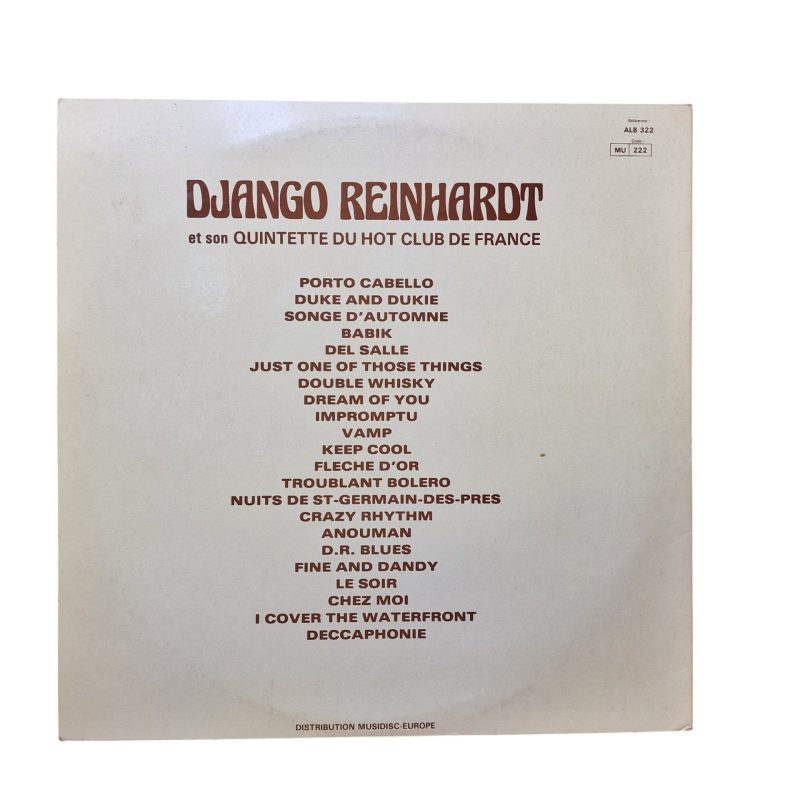 Référence :
ALB 322
Code :
MU 222
DJANGO REINHARDT
et son QUINTETTE DU HOT CLUB DE FRANCE
PORTO CABELLO
DUKE AND DUKIE
SONGE D'AUTOMNE
BABIK
DEL SALLE
JUST ONE OF THOSE THINGS
DOUBLE WHISKY
DREAM OF YOU
IMPROMPTU
VAMP
KEEP COOL
FLECHE D'OR
TROUBLANT BOLERO
NUITS DE ST-GERMAIN-DES-PRES
CRAZY RHYTHM
ANOUMAN
D.R. BLUES
FINE AND DANDY
LE SOIR
CHEZ MOI
I COVER THE WATERFRONT
DECCAPHONIE
DISTRIBUTION MUSIDISC-EUROPE